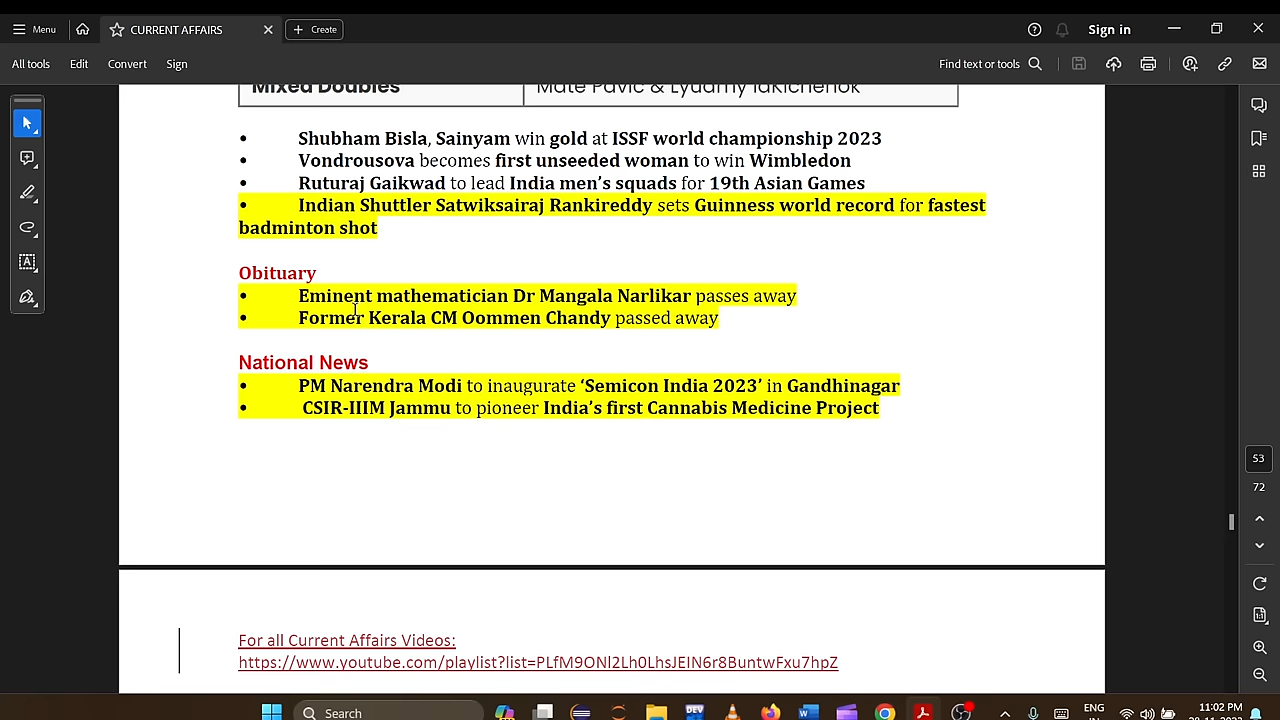 Menu
CURRENT AFFAIRS
Create
Sign in
All tools Edit Convert Sign
Find text or tools
Mixed Doubles Mate Pavic & Lyudmy
• Shubham Bisla, Sainyam win gold at ISSF world championship 2023
• Vondrousova becomes first unseeded woman to win Wimbledon
• Ruturaj Gaikwad to lead India men's squads for 19th Asian Games
• Indian Shuttler Satwiksairaj Rankireddy sets Guinness world record for fastest
badminton shot
Obituary
• Eminent mathematician Dr Mangala Narlikar passes away
• Former Kerala CM Oommen Chandy passed away
National News
• PM Narendra Modi to inaugurate ‘Semicon India 2023’ in Gandhinagar
• CSIR-IIIM Jammu to pioneer India’s first Cannabis Medicine Project
53
72
For all Current Affairs Videos:
https://www.youtube.com/playlist?list=PLfM9ONl2Lh0LhsJEIN6r8BuntwFxu7hpZ
Search
DEV
ENG
11:02 PM